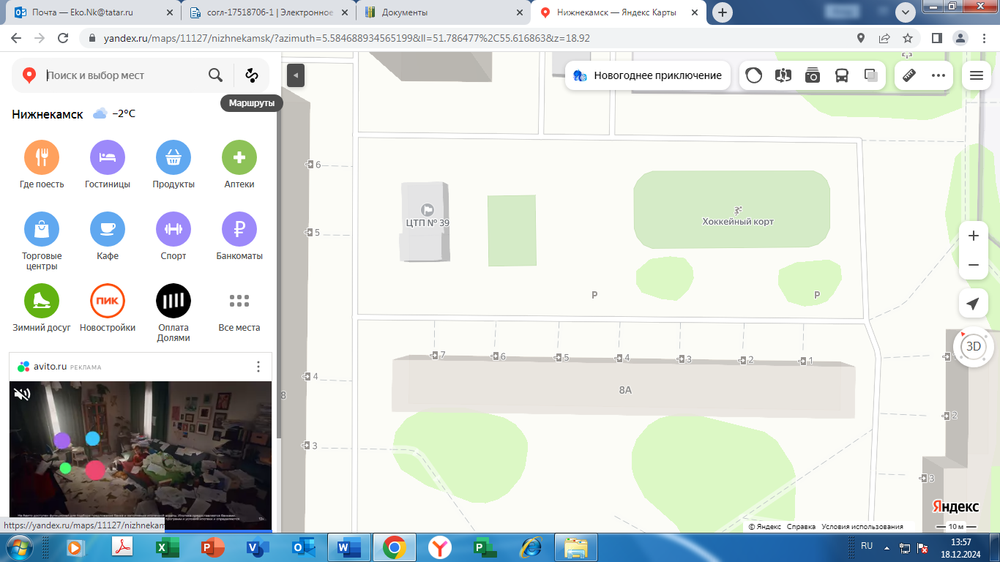 Почта — Eko.Nk@tatar.ru
согл-17518706-1 | Электронное
Документы
Нижнекамск — Яндекс Карты
yandex.ru/maps/11127/nizhnekamsk/?azimuth=5.584688934565199&ll=51.786477%2C55.616863&z=18.92
Поиск и выбор мест
Новогоднее приключение
Маршруты
Нижнекамск
−2°C
Где поесть
Гостиницы
Продукты
Аптеки
Торговые
центры
Кафе
Спорт
Банкоматы
ПИК
Зимний досуг
Новостройки
Оплата
Долями
Все места
avito.ru РЕКЛАМА
https://yandex.ru/maps/11127/nizhnekam
6
5
4
8
3
ЦТП № 39
Хоккейный корт
P
P
7
6
5
4
3
2
1
8А
1
2
3
3D
Яндекс
© Яндекс Справка Условия использования
10 м
RU
13:57
18.12.2024